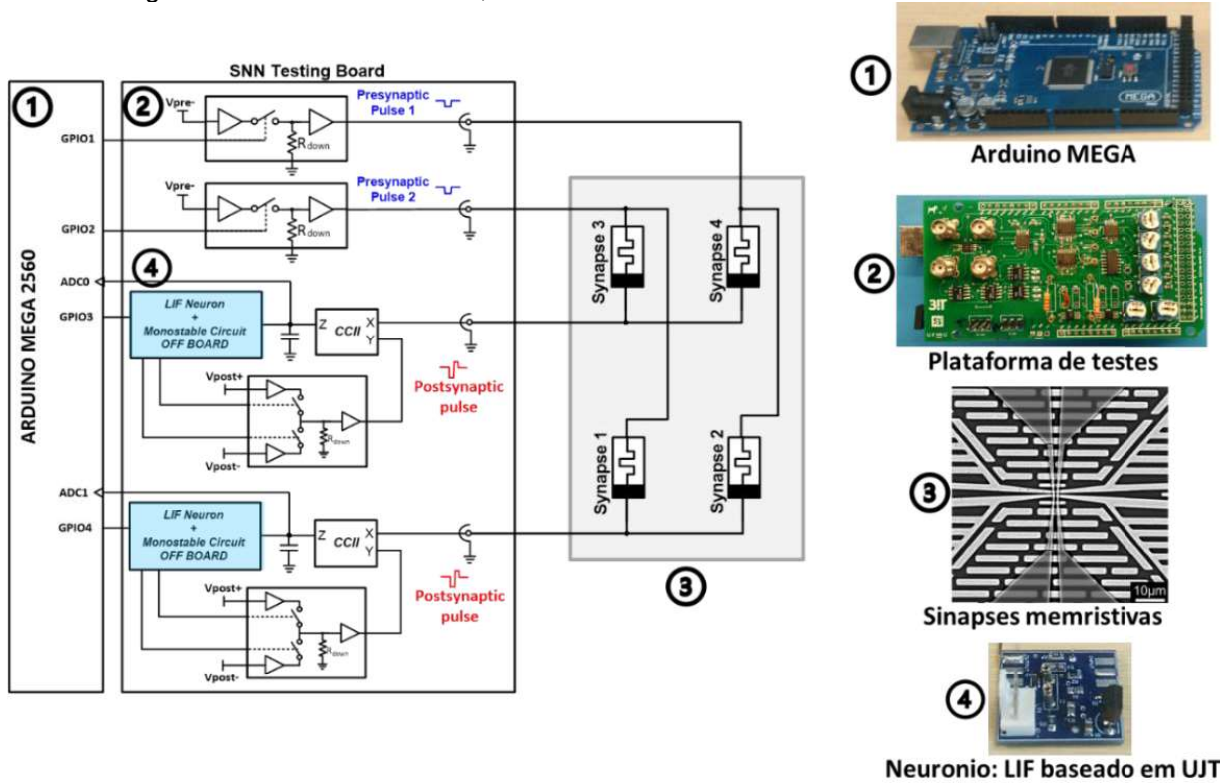 SNN Testing Board
1
ARDUINO MEGA 2560
GPIO1
GPIO2
ADC0
GPIO3
ADC1
GPIO4
2
Vpre-
Rdown
Presynaptic
Pulse 1
Vpre-
Rdown
Presynaptic
Pulse 2
4
LIF Neuron
+
Monostable Circuit
OFF BOARD
Z CCII X
Y
Vpost+
Rdown
Vpost-
Postsynaptic
pulse
LIF Neuron
+
Monostable Circuit
OFF BOARD
Z CCII X
Y
Vpost+
Rdown
Vpost-
Postsynaptic
pulse
Synapse 3
Synapse 4
Synapse 1
Synapse 2
3
1
MEGA
Arduino MEGA
2
3IT
Plataforma de testes
3
10µm
Sinapses memristivas
4
Neuronio: LIF baseado em UJT